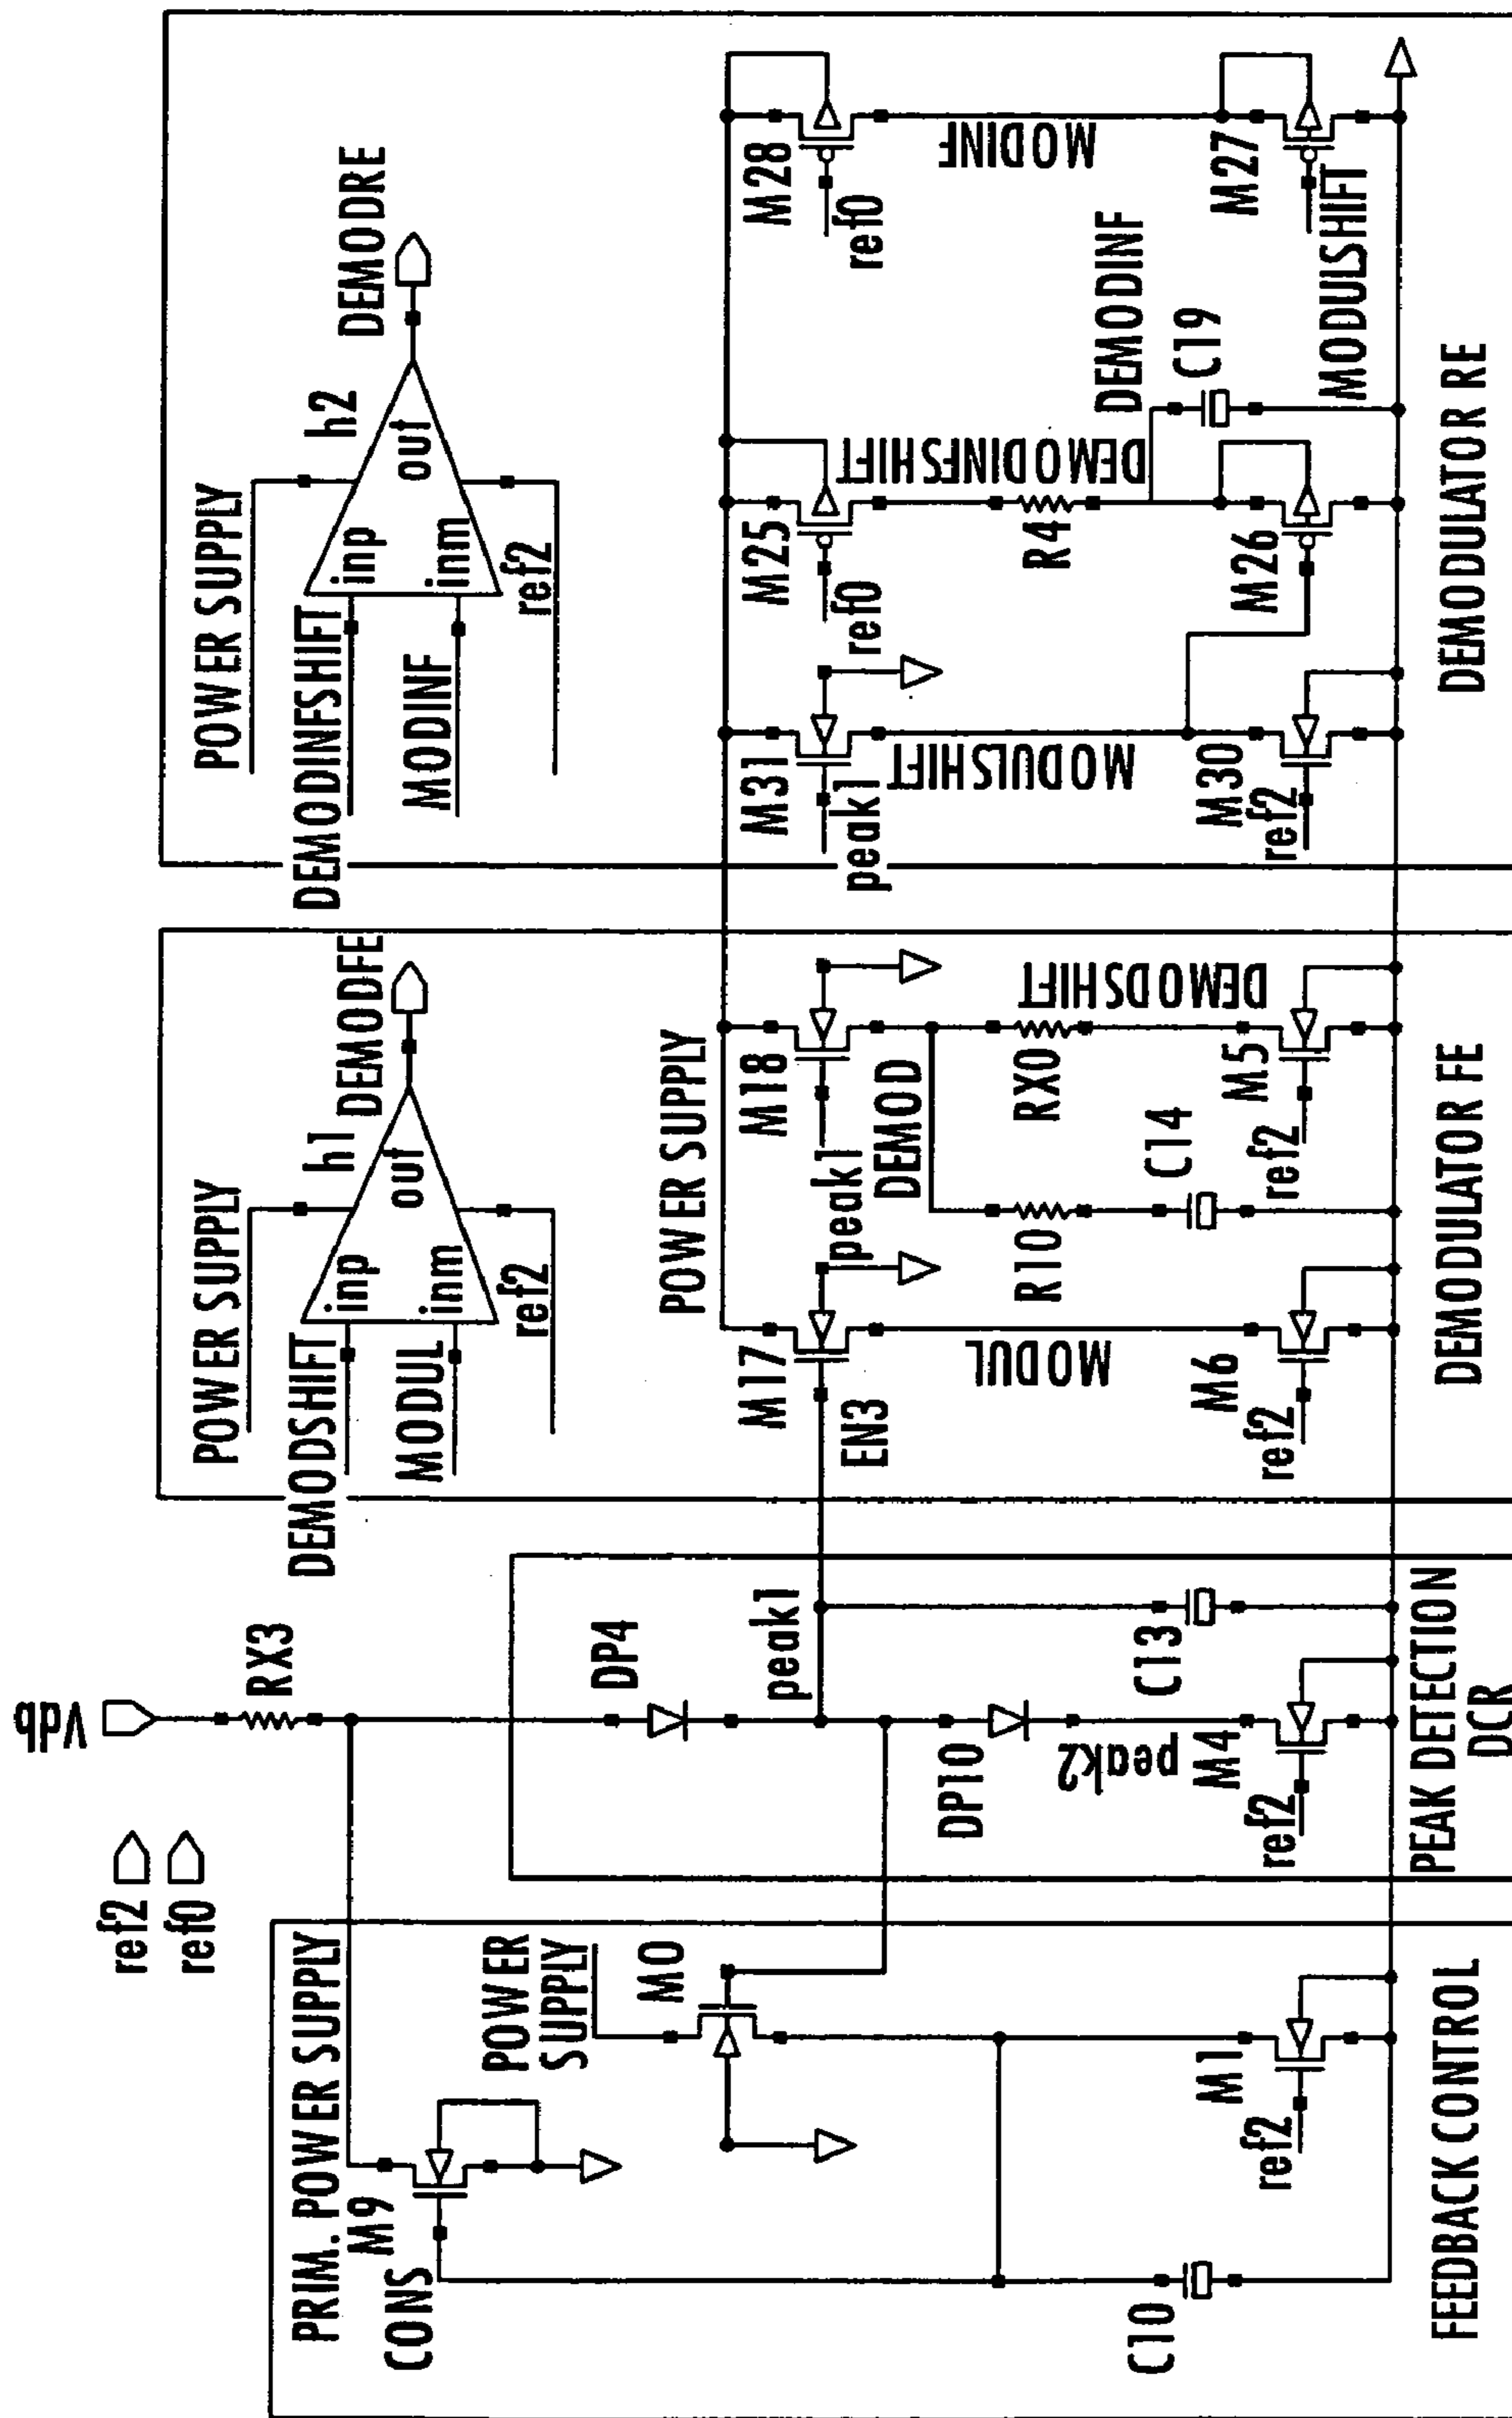 Vdb
RX3
ref2
ref0
PRIM. POWER SUPPLY
M9
CONS
POWER
SUPPLY
M0
C10
M1
ref2
FEEDBACK CONTROL
DP4
peak1
DP10
peak2
C13
M4
ref2
PEAK DETECTION
DCR
POWER SUPPLY
h1
DEMODSHIFT
inp
out
DEMODFE
MODUL
inm
ref2
POWER SUPPLY
M17
EN3
MODUL
M6
ref2
M18
peak1
DEMOD
R10
RX0
C14
DEMODSHIFT
M5
ref2
DEMODULATOR FE
POWER SUPPLY
h2
DEMODINFSHIFT
inp
out
DEMODRE
MODINF
inm
ref2
M31
peak1
MODULSHIFT
M30
ref2
M25
ref0
DEMODINFSHIFT
R4
M26
DEMODINF
C19
M28
ref0
MODINF
M27
MODULSHIFT
DEMODULATOR RE